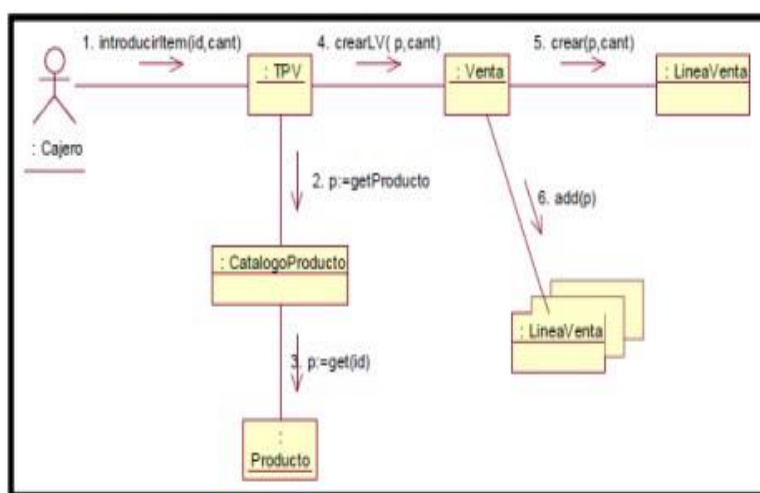 1. introducirItem(id,cant)
4. crearLV( p,cant)
5. crear(p,cant)
: TPV
: Venta
: LineaVenta
: Cajero
2. p:=getProducto
6. add(p)
: CatalogoProducto
: LineaVenta
3. p:=get(id)
:
Producto